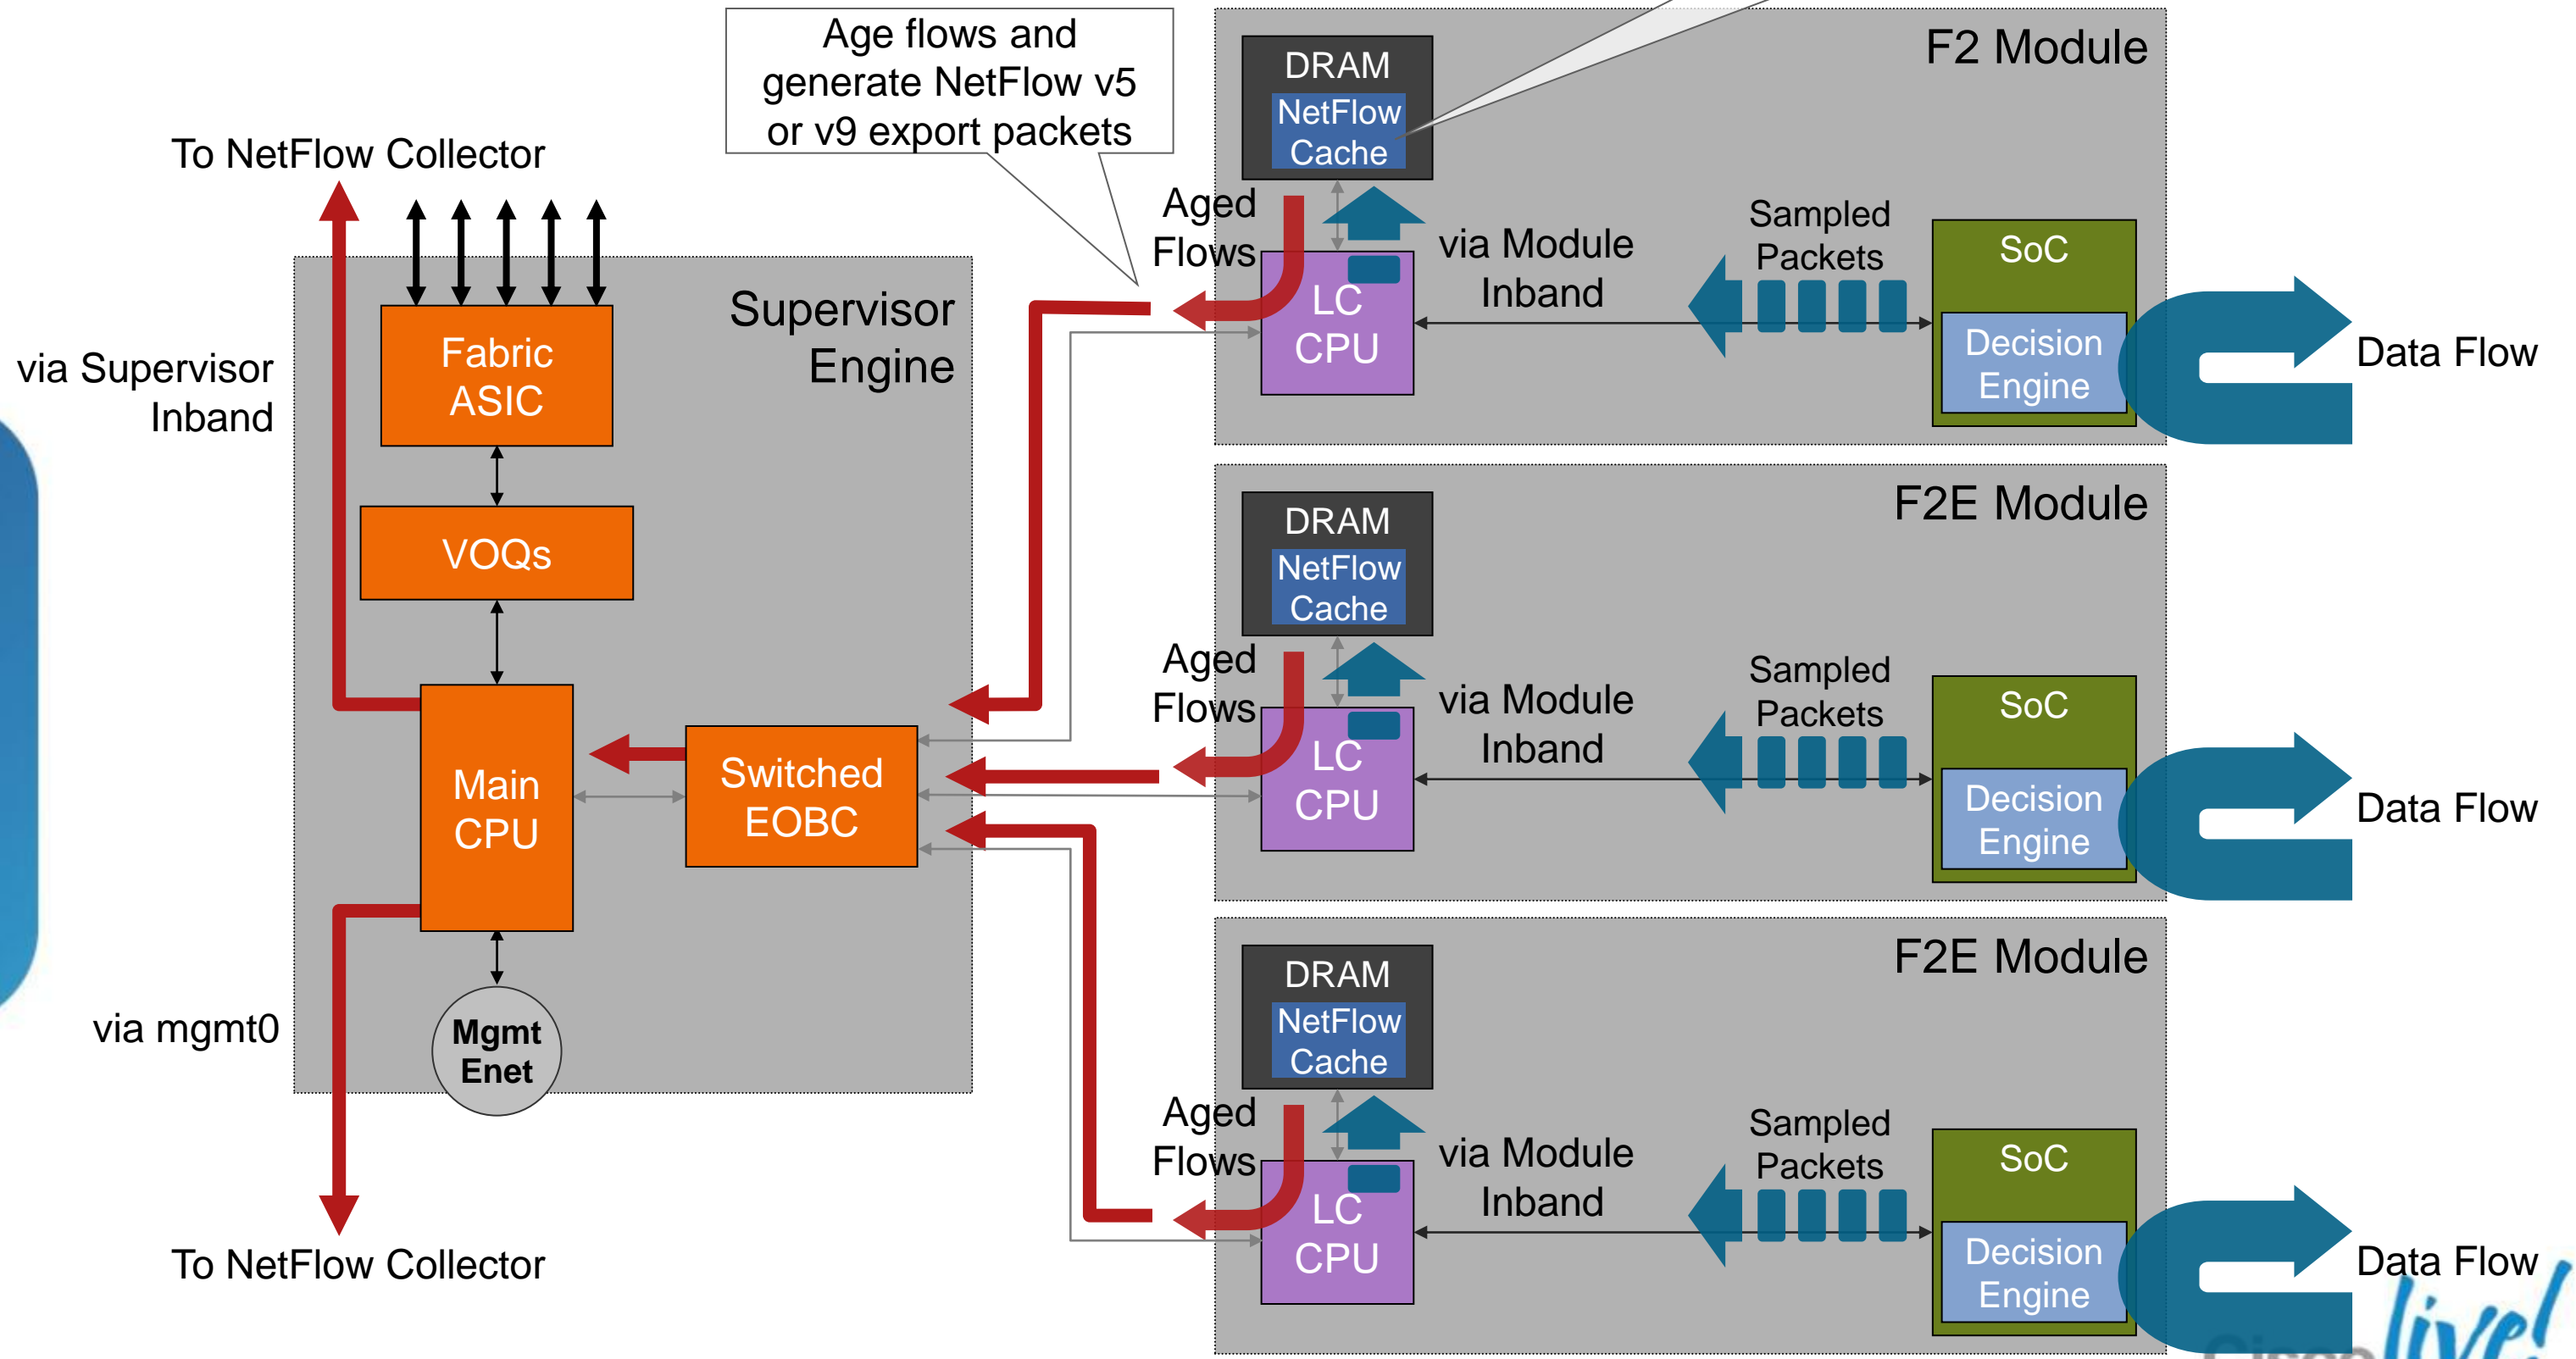 Age flows and
generate NetFlow v5
or v9 export packets
To NetFlow Collector
via Supervisor
Inband
Supervisor
Engine
Fabric
ASIC
VOQs
Main
CPU
Switched
EOBC
Mgmt
Enet
via mgmt0
To NetFlow Collector
F2 Module
DRAM
NetFlow
Cache
Aged
Flows
LC
CPU
via Module
Inband
Sampled
Packets
SoC
Decision
Engine
Data Flow
F2E Module
DRAM
NetFlow
Cache
Aged
Flows
LC
CPU
via Module
Inband
Sampled
Packets
SoC
Decision
Engine
Data Flow
F2E Module
DRAM
NetFlow
Cache
Aged
Flows
LC
CPU
via Module
Inband
Sampled
Packets
SoC
Decision
Engine
Data Flow
Cisco live!